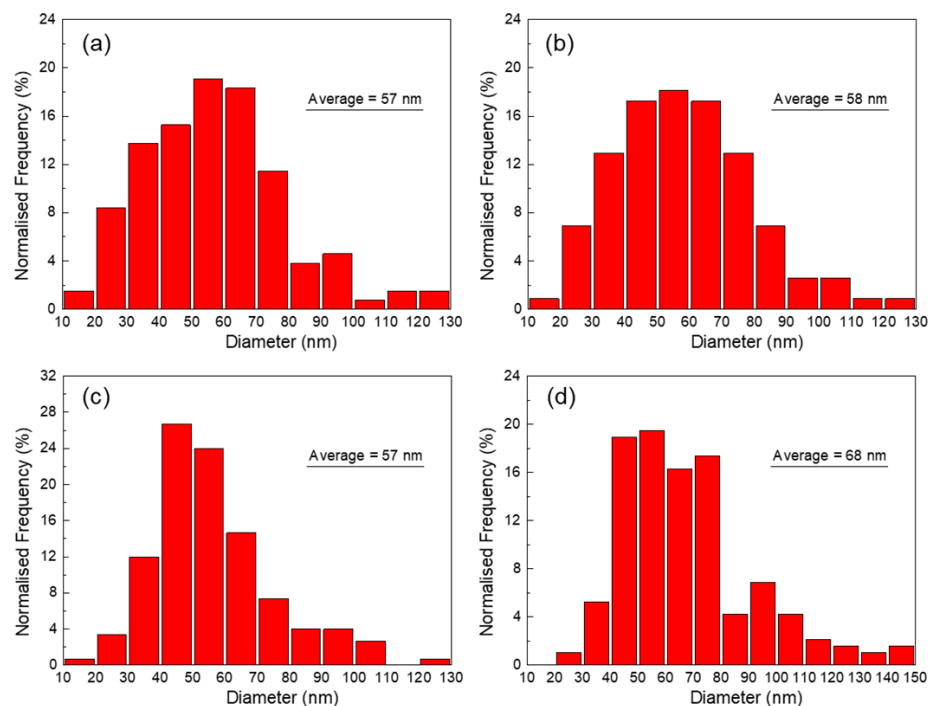 (a)
Average = 57 nm
Normalised Frequency (%)
24
20
16
12
8
4
0
10 20 30 40 50 60 70 80 90 100 110 120 130
Diameter (nm)
(b)
Average = 58 nm
Normalised Frequency (%)
24
20
16
12
8
4
0
10 20 30 40 50 60 70 80 90 100 110 120 130
Diameter (nm)
(c)
Average = 57 nm
Normalised Frequency (%)
32
28
24
20
16
12
8
4
0
10 20 30 40 50 60 70 80 90 100 110 120 130
Diameter (nm)
(d)
Average = 68 nm
Normalised Frequency (%)
24
20
16
12
8
4
0
10 20 30 40 50 60 70 80 90 100 110 120 130 140 150
Diameter (nm)